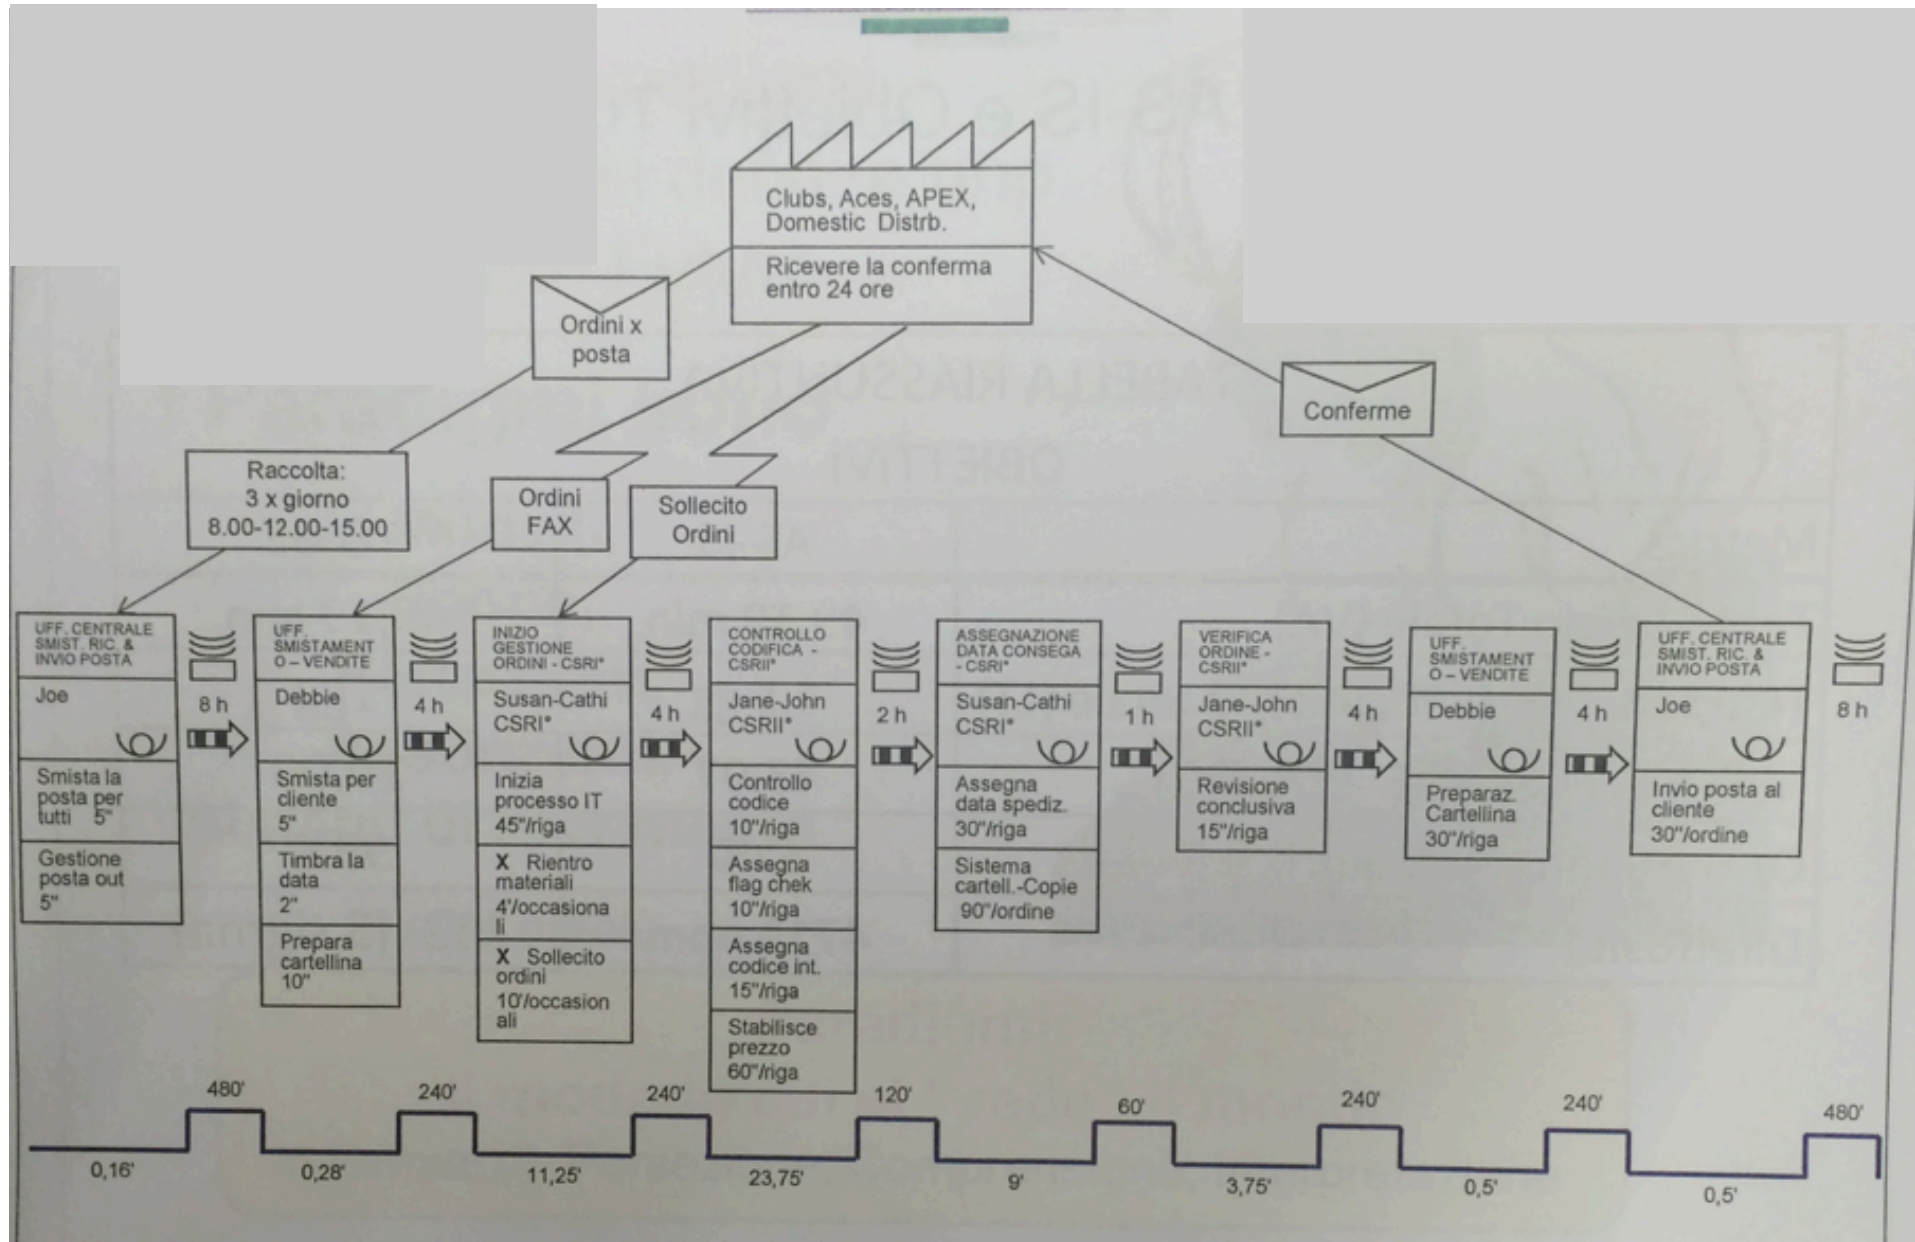 Clubs, Aces, APEX,
Domestic Distrb.
Ricevere la conferma
entro 24 ore
Ordini x
posta
Conferme
Raccolta:
3 x giorno
8.00-12.00-15.00
Ordini
FAX
Sollecito
Ordini
UFF. CENTRALE
SMIST. RIC. &
INVIO POSTA
Joe
Smista la
posta per
tutti 5"
Gestione
posta out
5"
8 h
UFF.
SMISTAMENT
O – VENDITE
Debbie
Smista per
cliente
5"
Timbra la
data
2"
Prepara
cartellina
10"
4 h
INIZIO
GESTIONE
ORDINI - CSRI*
Susan-Cathi
CSRI*
Inizia
processo IT
45"/riga
X Rientro
materiali
4'/occasiona
li
X Sollecito
ordini
10'/occasion
ali
4 h
CONTROLLO
CODIFICA -
CSRII*
Jane-John
CSRII*
Controllo
codice
10"/riga
Assegna
flag chek
10"/riga
Assegna
codice int.
15"/riga
Stabilisce
prezzo
60"/riga
2 h
ASSEGNAZIONE
DATA CONSEGA
- CSRI*
Susan-Cathi
CSRI*
Assegna
data spediz.
30"/riga
Sistema
cartell.-Copie
90"/ordine
1 h
VERIFICA
ORDINE -
CSRII*
Jane-John
CSRII*
Revisione
conclusiva
15"/riga
4 h
UFF.
SMISTAMENT
O – VENDITE
Debbie
Preparaz.
Cartellina
30"/riga
4 h
UFF. CENTRALE
SMIST. RIC. &
INVIO POSTA
Joe
Invio posta al
cliente
30"/ordine
8 h
480'
240'
240'
120'
60'
240'
240'
480'
0,16'
0,28'
11,25'
23,75'
9'
3,75'
0,5'
0,5'